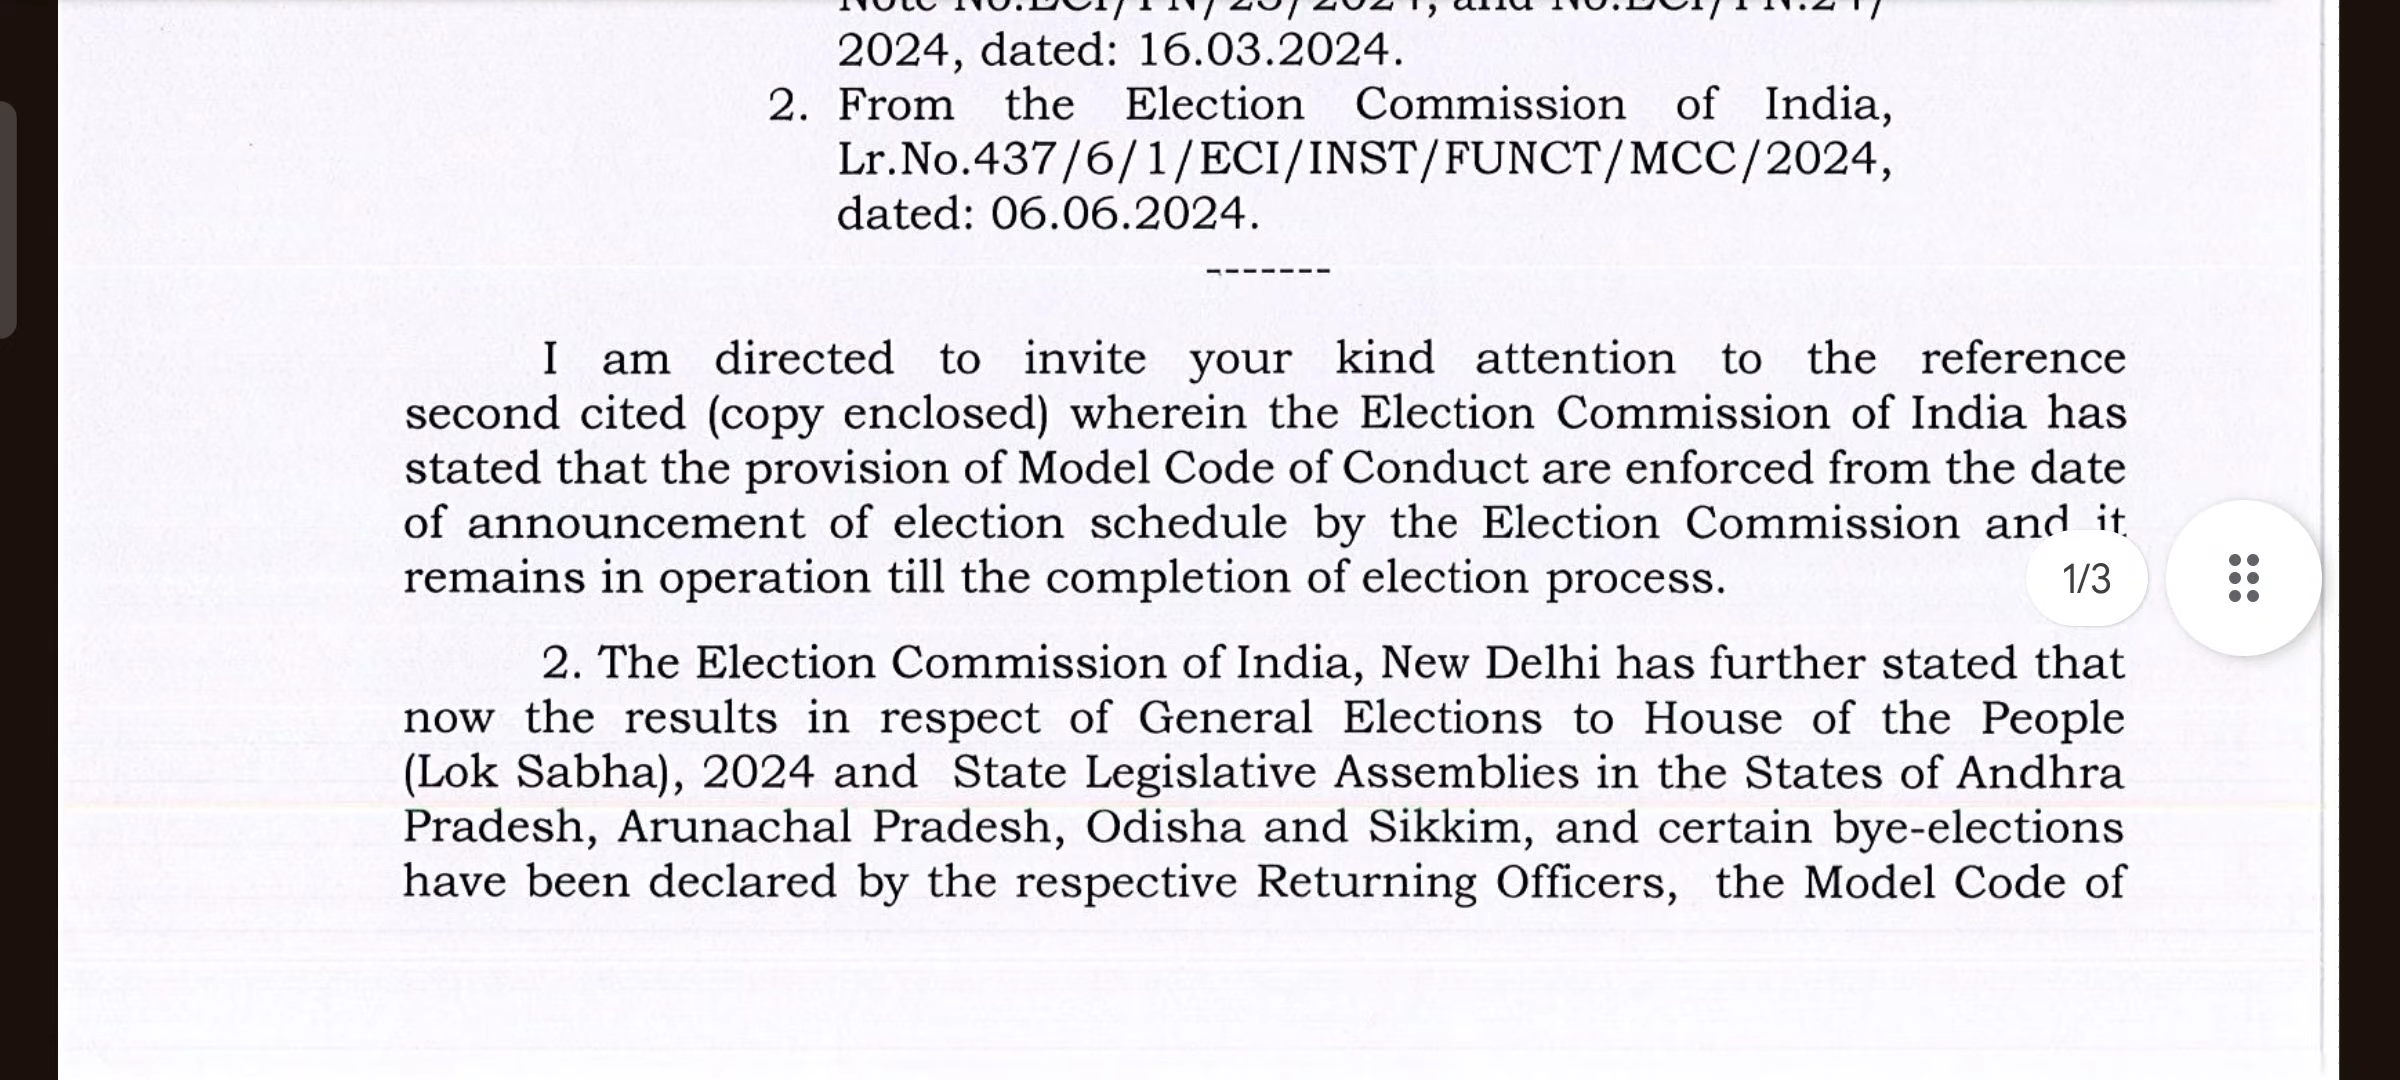 2024, dated: 16.03.2024.
2. From the Election Commission of India,
Lr.No.437/6/1/ECI/INST/FUNCT/MCC/2024,
dated: 06.06.2024.
-------
I am directed to invite your kind attention to the reference
second cited (copy enclosed) wherein the Election Commission of India has
stated that the provision of Model Code of Conduct are enforced from the date
of announcement of election schedule by the Election Commission and it
remains in operation till the completion of election process.
1/3
2. The Election Commission of India, New Delhi has further stated that
now the results in respect of General Elections to House of the People
(Lok Sabha), 2024 and State Legislative Assemblies in the States of Andhra
Pradesh, Arunachal Pradesh, Odisha and Sikkim, and certain bye-elections
have been declared by the respective Returning Officers, the Model Code of